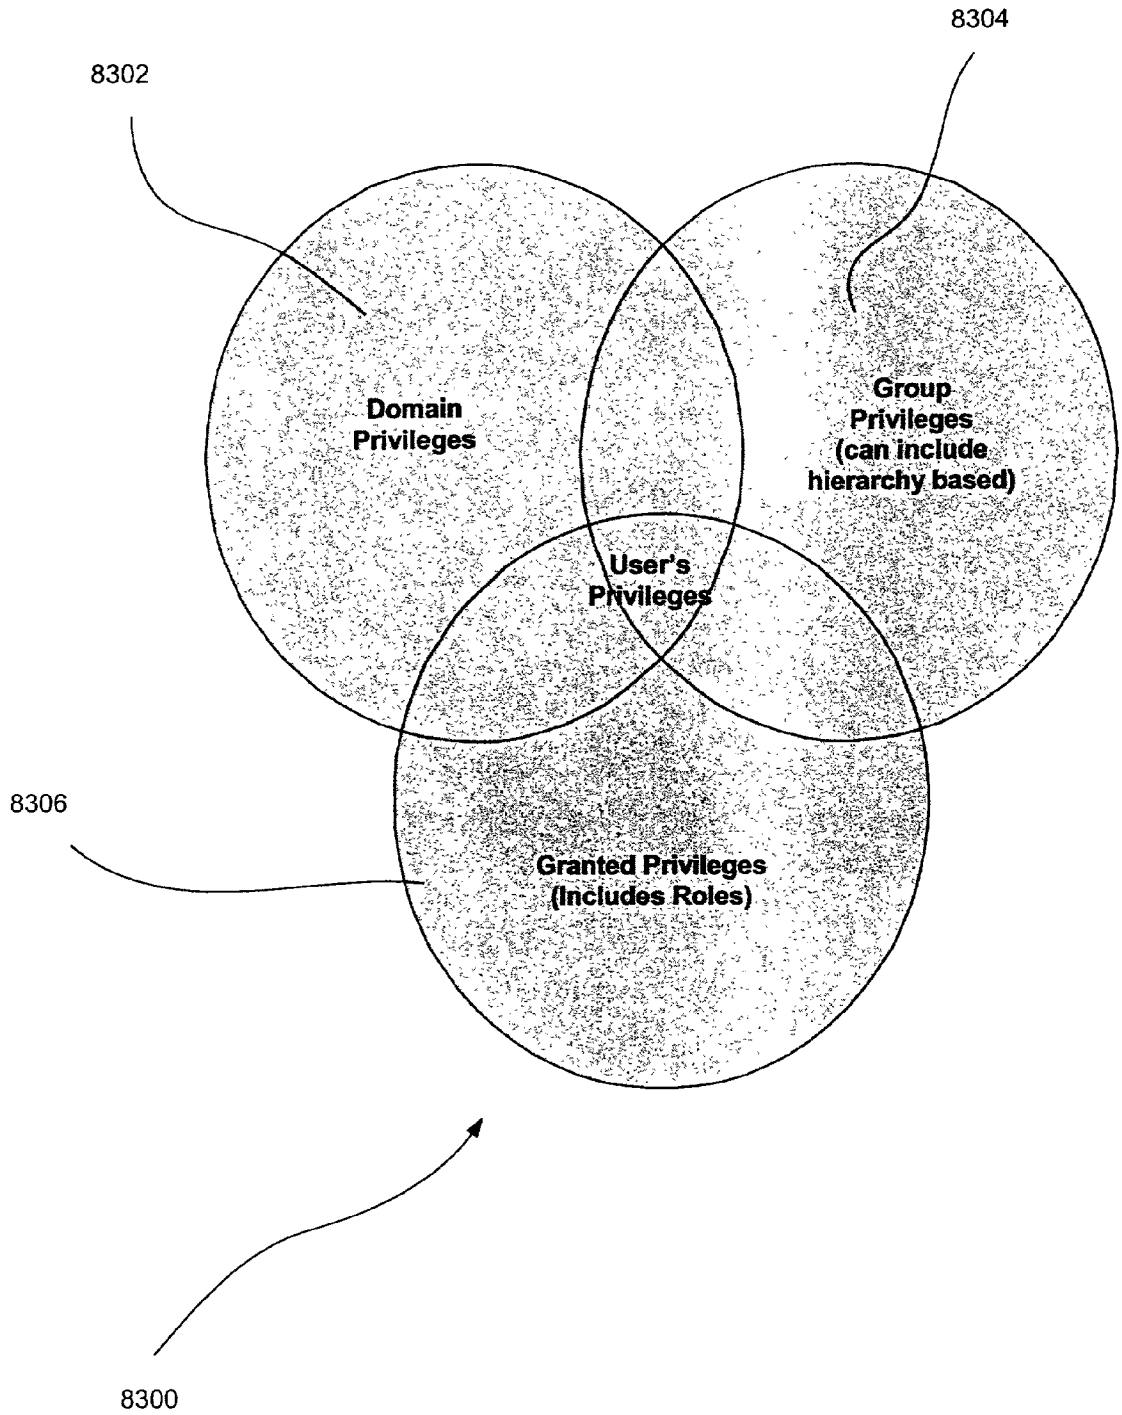 8304
8302
Domain
Privileges
Group
Privileges
(can include
hierarchy based)
User's
Privileges
8306
Granted Privileges
(Includes Roles)
8300